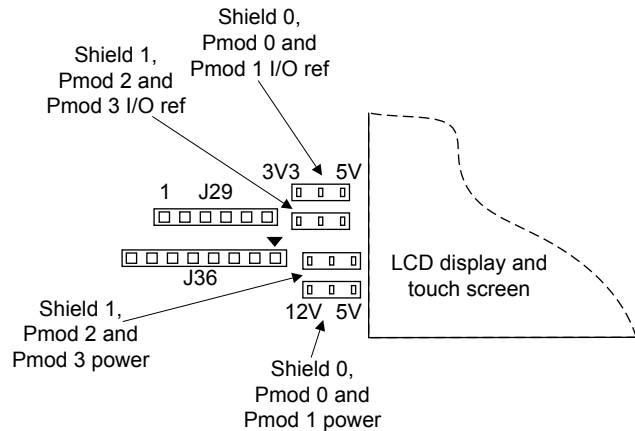 Shield 0,
Pmod 0 and
Pmod 1 I/O ref
Shield 1,
Pmod 2 and
Pmod 3 I/O ref
3V3 5V
1 J29
J36
LCD display and
touch screen
12V 5V
Shield 1,
Pmod 2 and
Pmod 3 power
Shield 0,
Pmod 0 and
Pmod 1 power